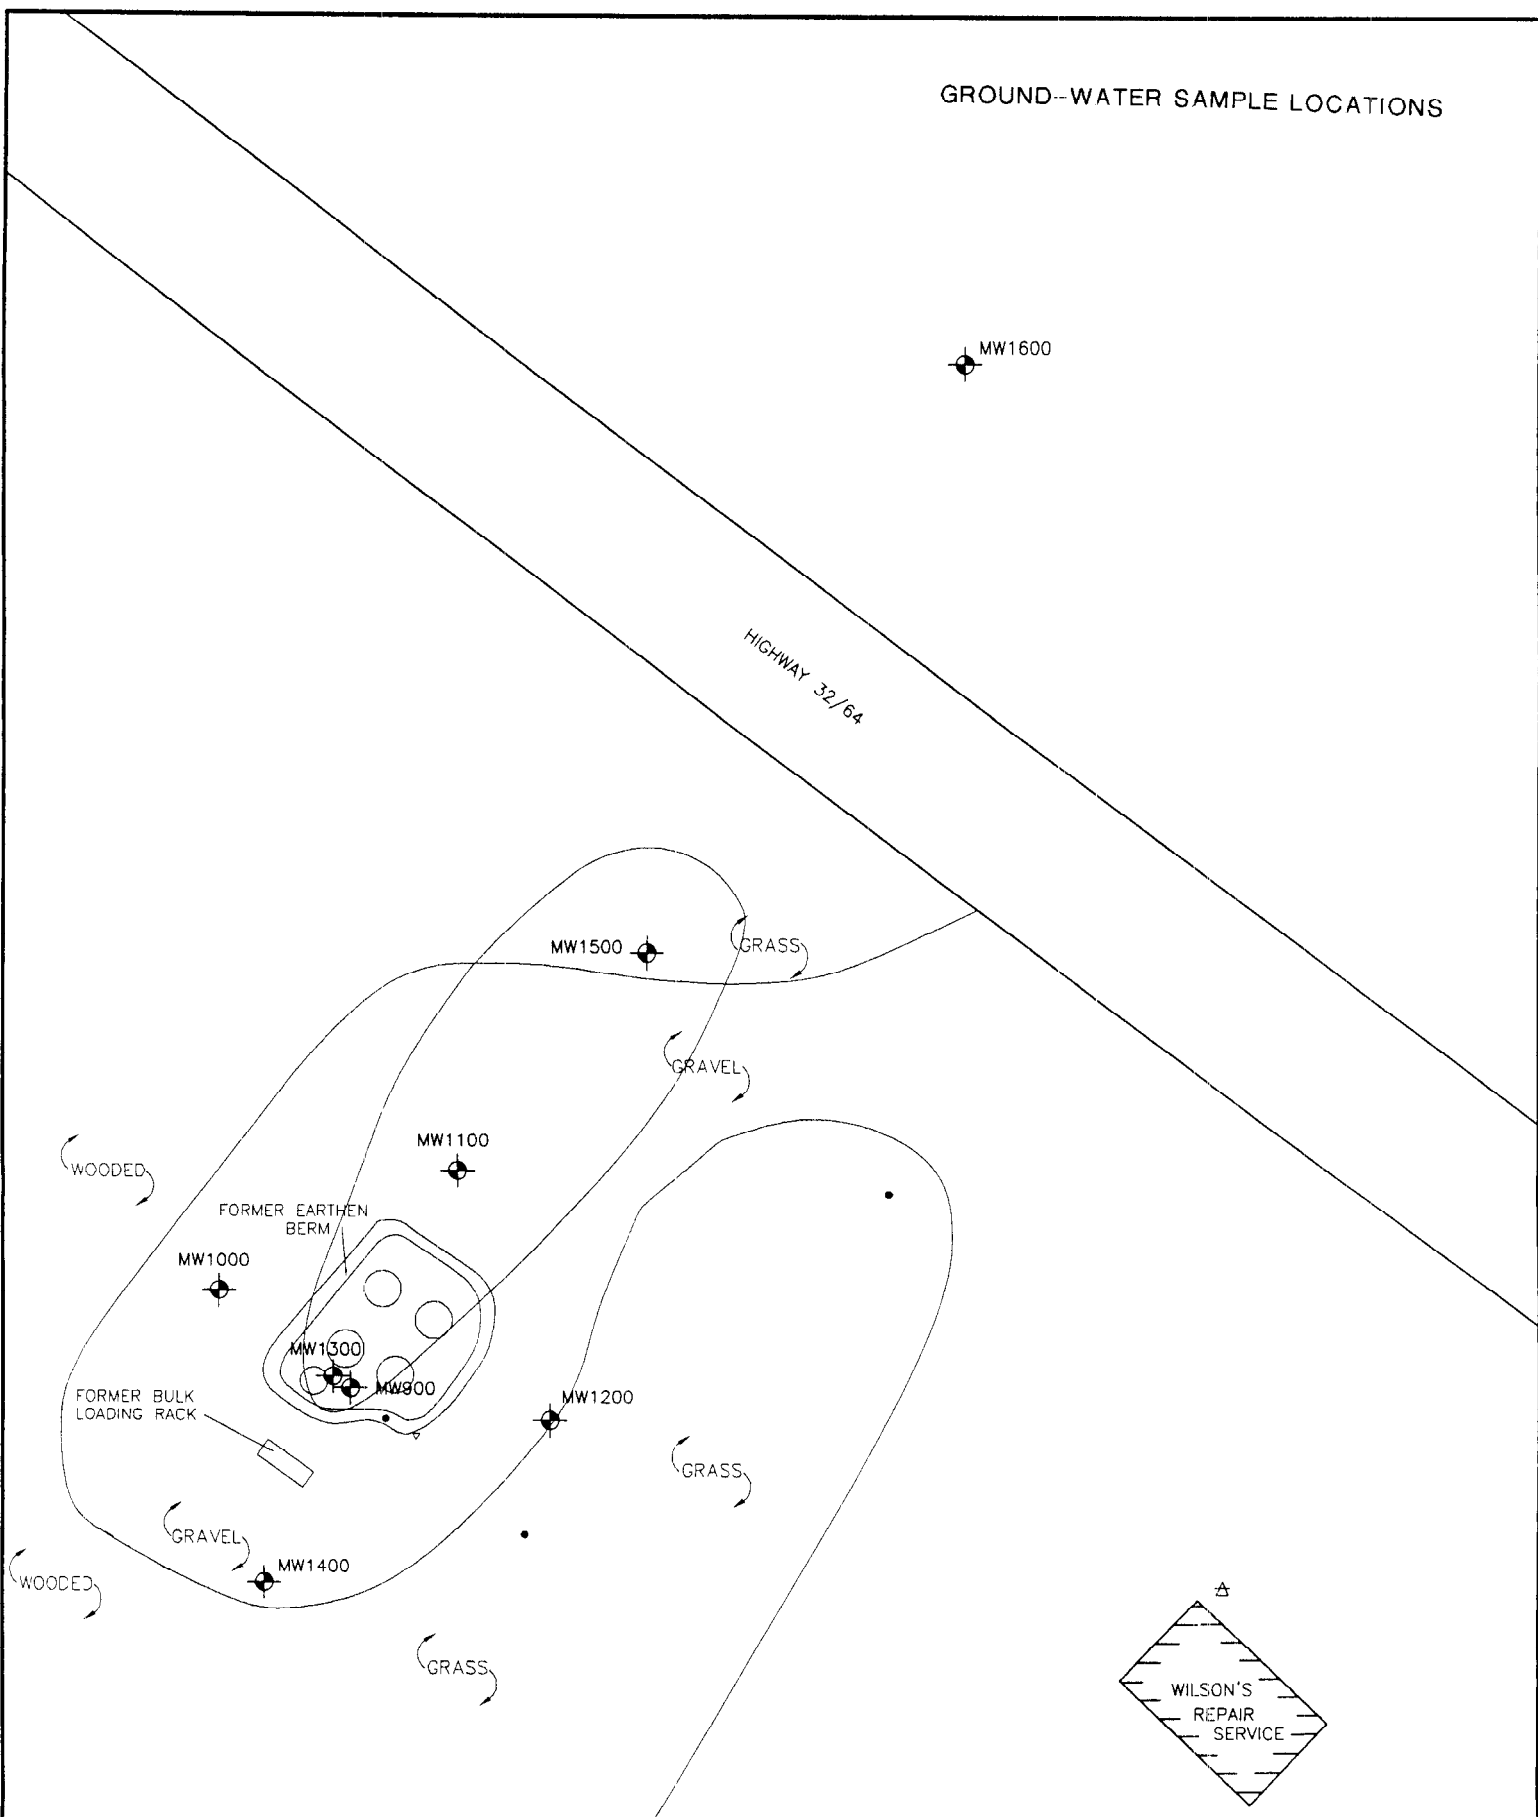 GROUND--WATER SAMPLE LOCATIONS
MW1600
HIGHWAY 32/64
MW1500
GRASS
GRAVEL
MW1100
WOODED
FORMER EARTHEN
BERM
MW1000
MW1300
MW900
FORMER BULK
LOADING RACK
MW1200
GRASS
GRAVEL
MW1400
WOODED
GRASS
WILSON'S
REPAIR
SERVICE